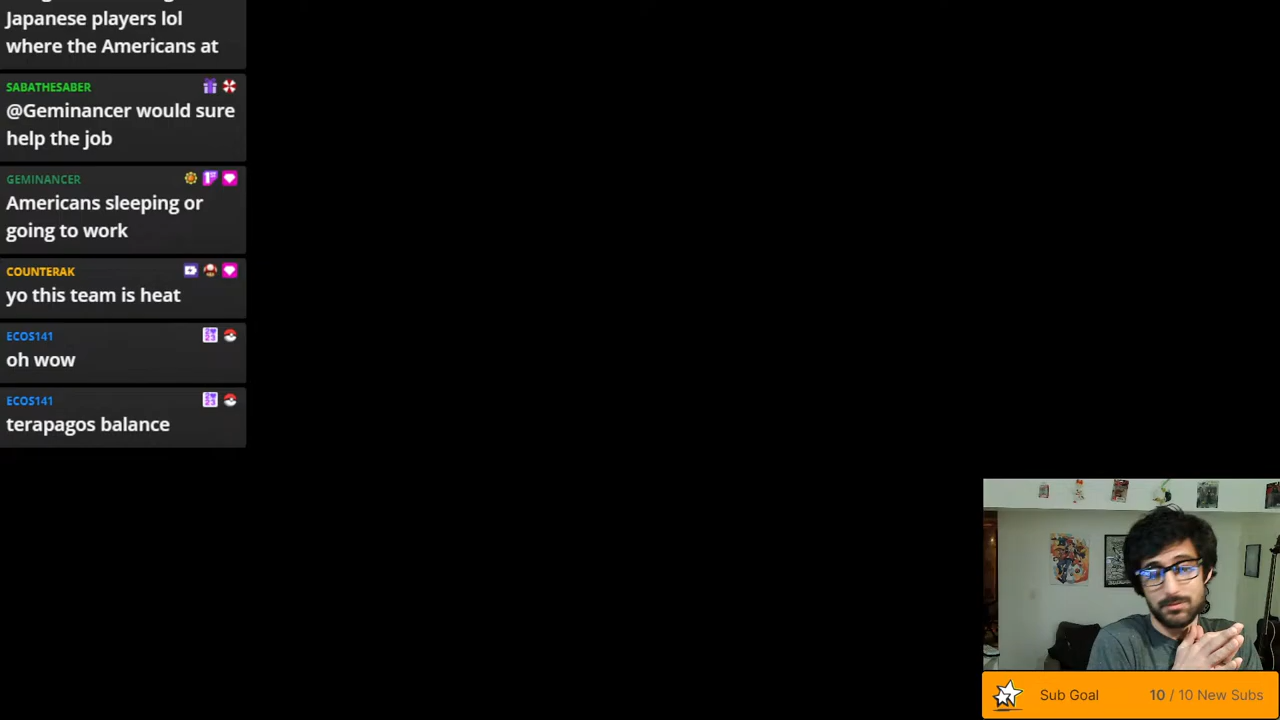 Japanese players lol
where the Americans at
SABATHESABER
@Geminancer would sure
help the job
GEMINANCER
Americans sleeping or
going to work
COUNTERAK
yo this team is heat
ECOS141
oh wow
ECOS141
terapagos balance
Sub Goal 10 / 10 New Subs